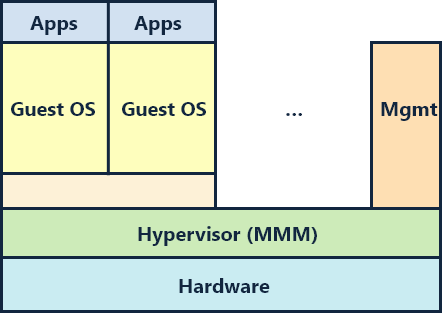 Apps Apps
Guest OS Guest OS ... Mgmt
Hypervisor (MMM)
Hardware